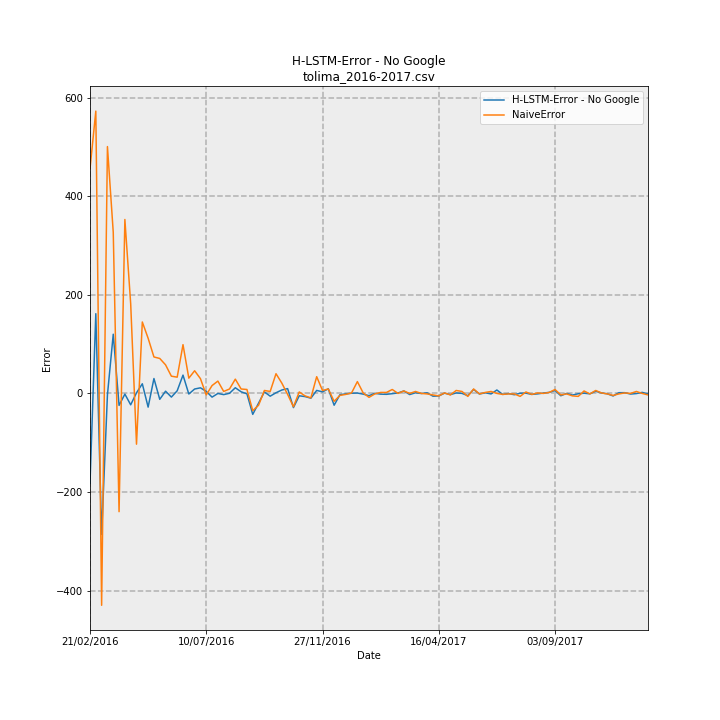 H-LSTM-Error - No Google
tolima_2016-2017.csv
H-LSTM-Error - No Google
NaiveError
600
400
200
0
−200
−400
Error
21/02/2016
10/07/2016
27/11/2016
16/04/2017
03/09/2017
Date